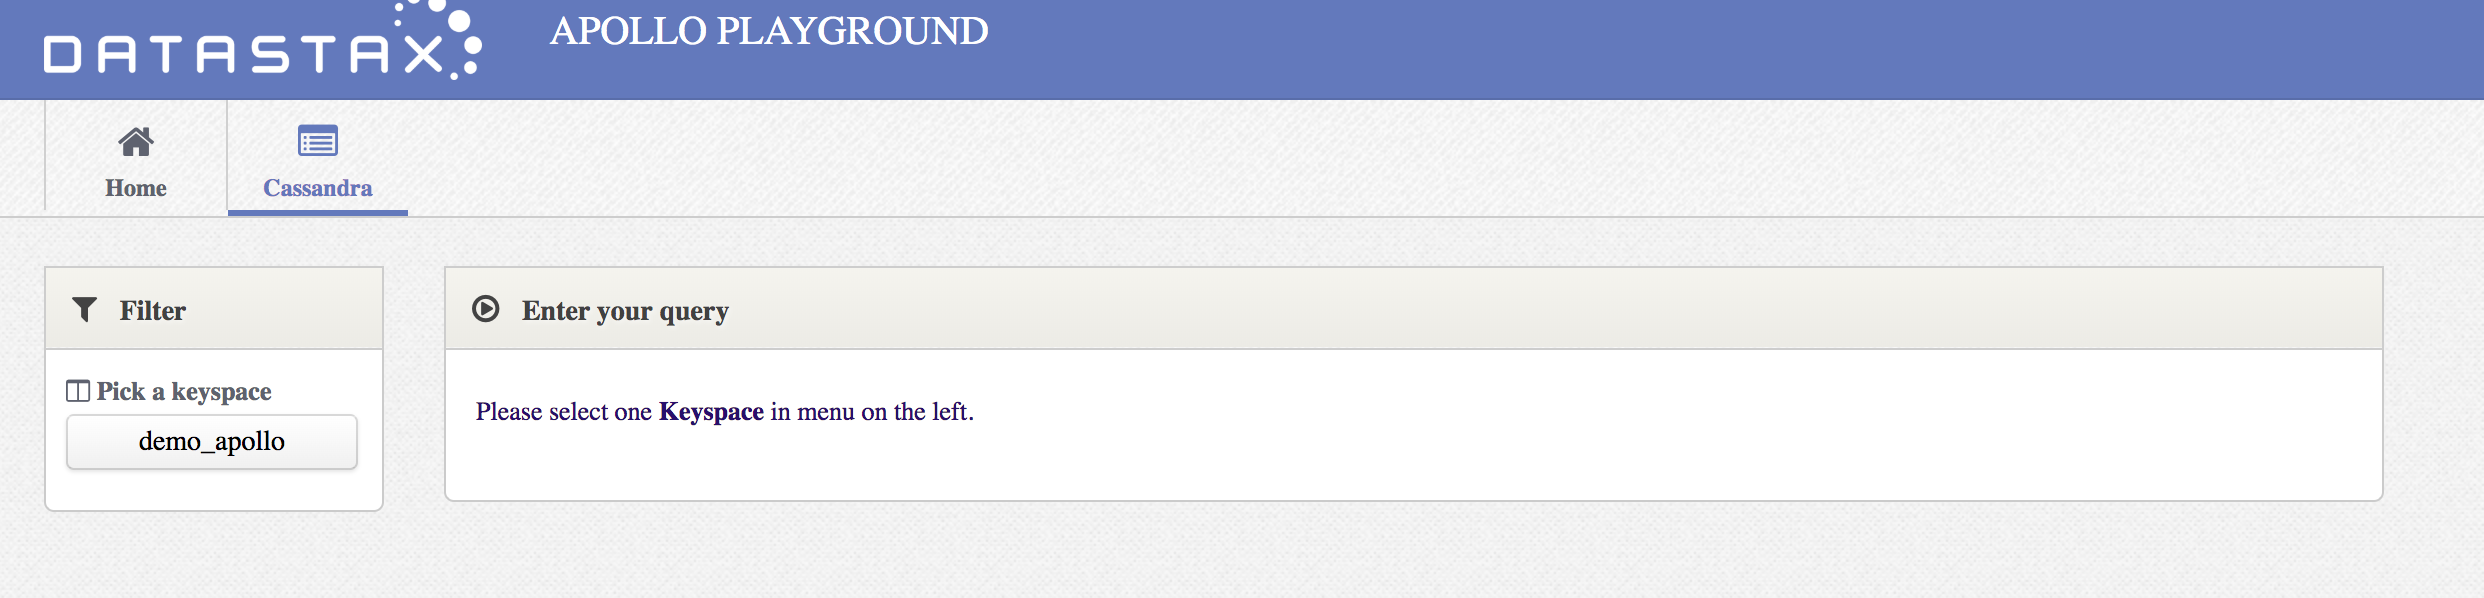 DATASTAX
APOLLO PLAYGROUND
Home
Cassandra
Filter
Pick a keyspace
demo_apollo
Enter your query
Please select one Keyspace in menu on the left.